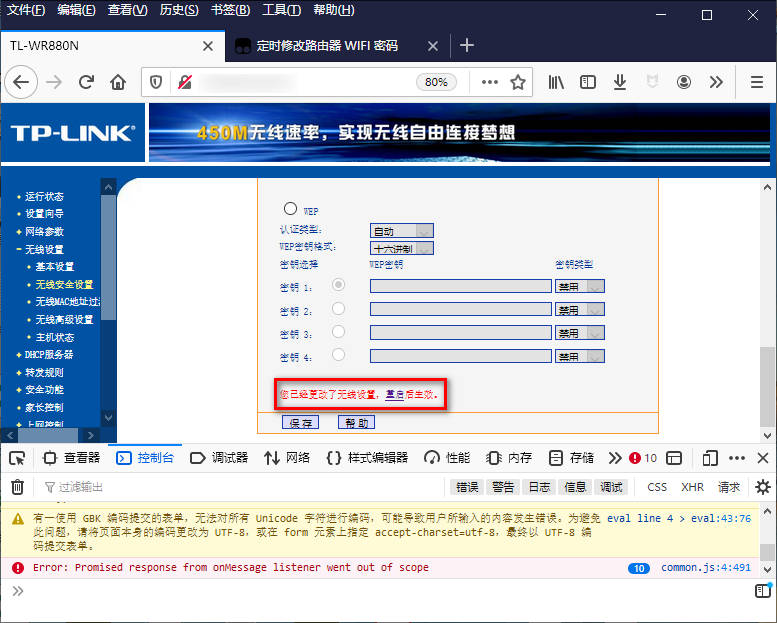 文件(F) 编辑(E) 查看(V) 历史(S) 书签(B) 工具(T) 帮助(H)
TL-WR880N
定时修改路由器 WIFI 密码
80%
TP-LINK®
450M无线速率，实现无线自由连接梦想
运行状态
设置向导
网络参数
无线设置
基本设置
无线安全设置
无线MAC地址过
无线高级设置
主机状态
DHCP服务器
转发规则
安全功能
家长控制
上网控制
WEP
认证类型： 自动
WEP密钥格式： 十六进制
密钥选择 WEP密钥 密钥类型
密钥 1： 禁用
密钥 2： 禁用
密钥 3： 禁用
密钥 4： 禁用
您已经更改了无线设置，重启后生效。
保存 帮助
查看器 控制台 调试器 网络 样式编辑器 性能 内存 存储 10
过滤输出 错误 警告 日志 信息 调试 CSS XHR 请求
有一使用 GBK 编码提交的表单，无法对所有 Unicode 字符进行编码，可能导致用户所输入的内容发生错误。为避免 eval line 4 > eval:43:76
此问题，请将页面本身的编码更改为 UTF-8，或在 form 元素上指定 accept-charset=utf-8，最终以 UTF-8 编
码提交表单。
Error: Promised response from onMessage listener went out of scope 10 common.js:4:491